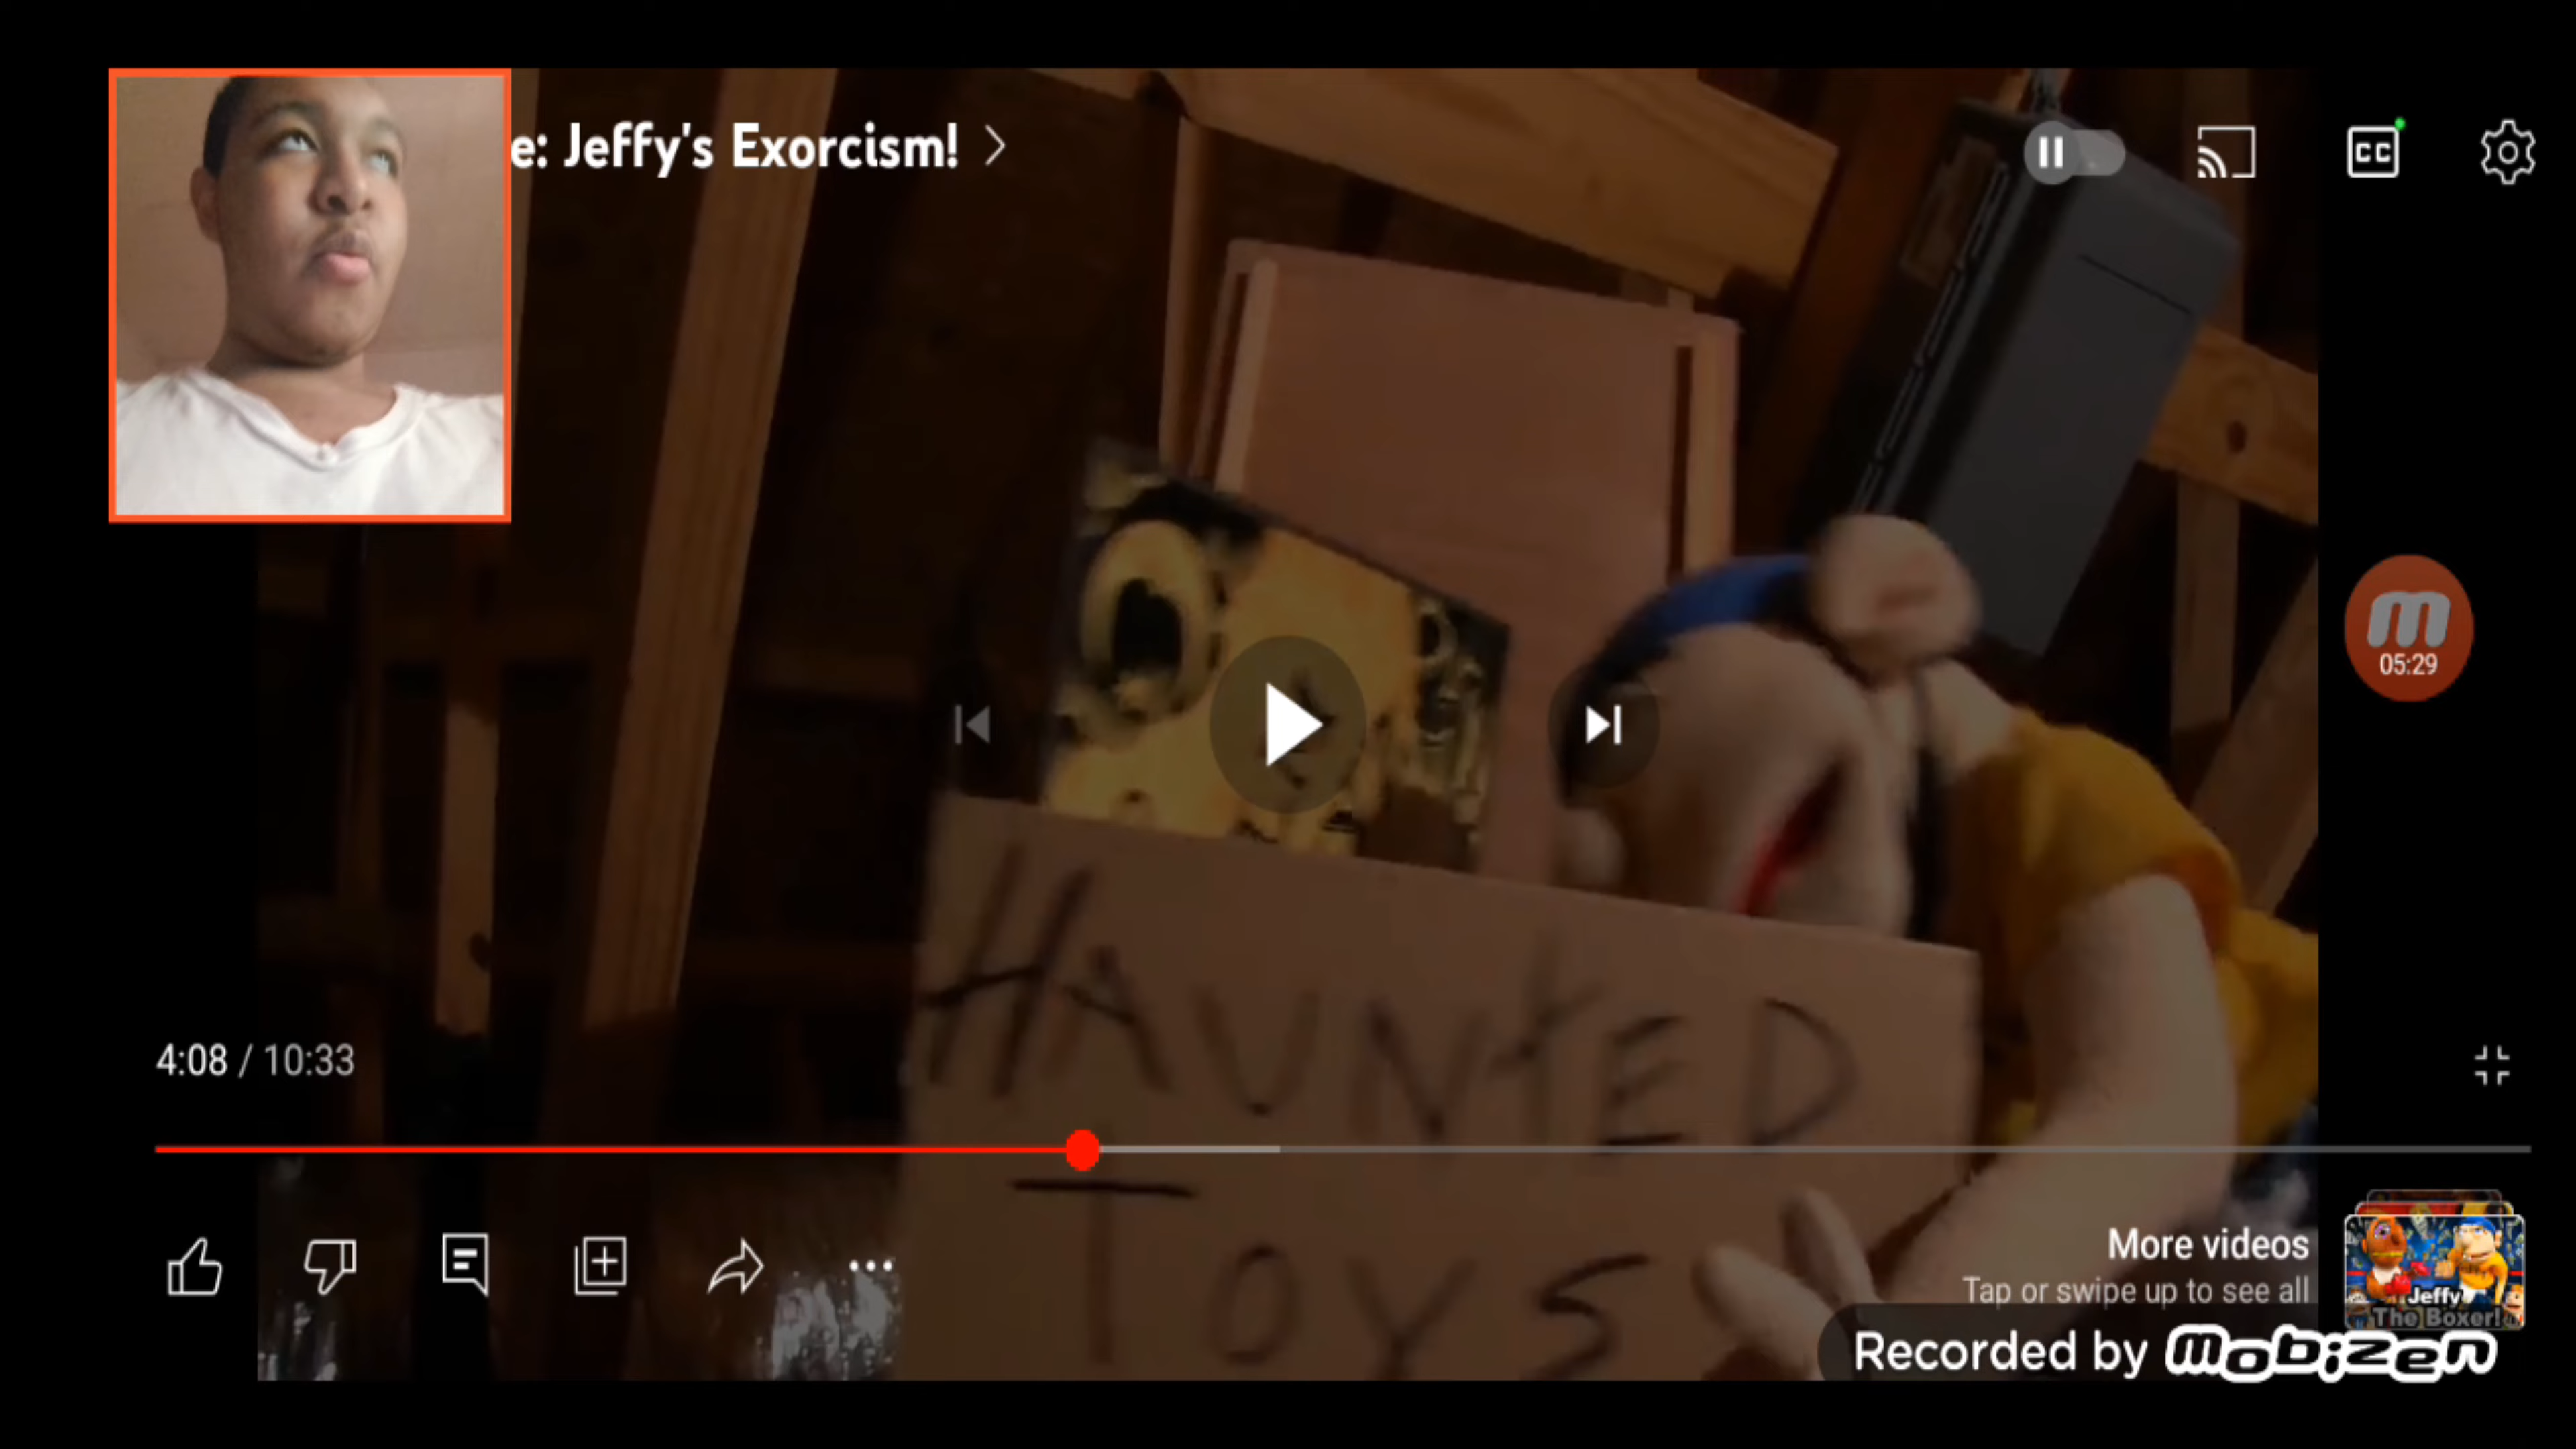 e: Jeffy's Exorcism!
CC
05:29
HAUNTED
TOYS
4:08 / 10:33
More videos
Tap or swipe up to see all
Jeffy
The Boxer!
Recorded by mobizen